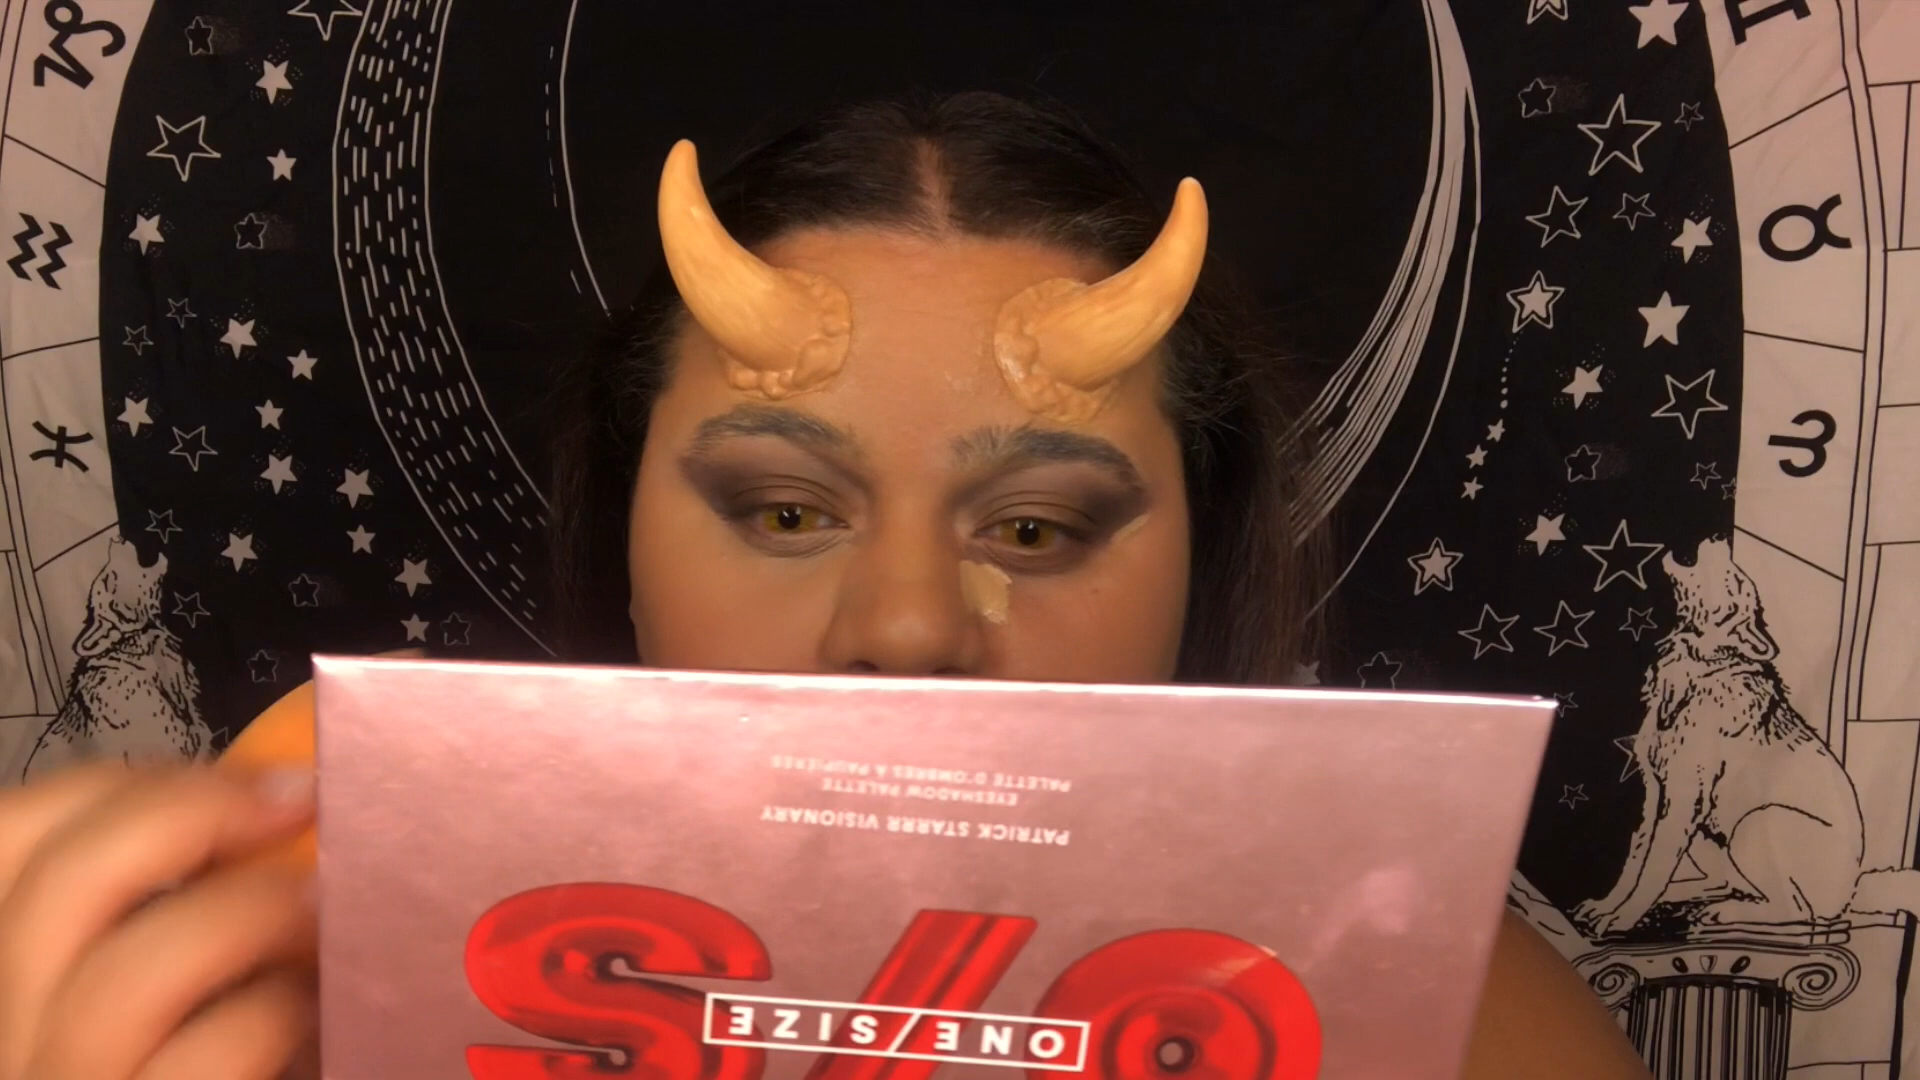 O/S
ONE/SIZE
PATRICK STARRR VISIONARY
EYESHADOW PALETTE
PALETTE D'OMBRES À PAUPIÈRES